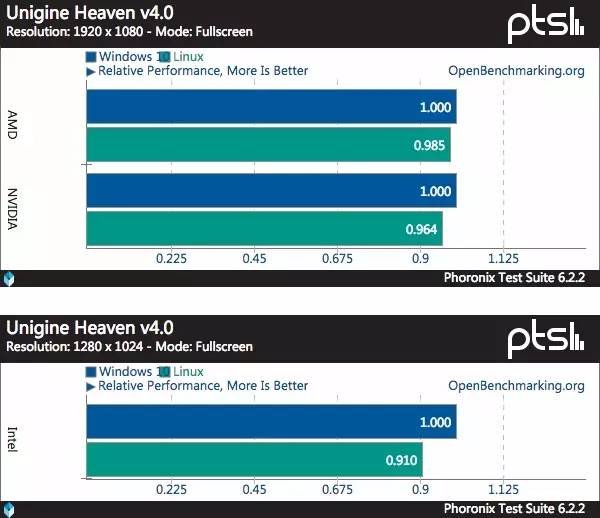 Unigine Heaven v4.0
Resolution: 1920 x 1080 - Mode: Fullscreen
pts
Windows 10 Linux
Relative Performance, More Is Better OpenBenchmarking.org
AMD
1.000
0.985
NVIDIA
1.000
0.964
0.225 0.45 0.675 0.9 1.125
Phoronix Test Suite 6.2.2
Unigine Heaven v4.0
Resolution: 1280 x 1024 - Mode: Fullscreen
pts
Windows 10 Linux
Relative Performance, More Is Better OpenBenchmarking.org
Intel
1.000
0.910
0.225 0.45 0.675 0.9 1.125
Phoronix Test Suite 6.2.2